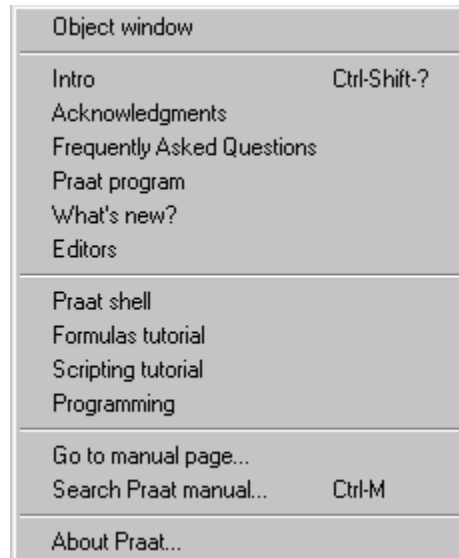 Object window
Intro Ctrl-Shift-?
Acknowledgments
Frequently Asked Questions
Praat program
What's new?
Editors
Praat shell
Formulas tutorial
Scripting tutorial
Programming
Go to manual page...
Search Praat manual... Ctrl-M
About Praat...